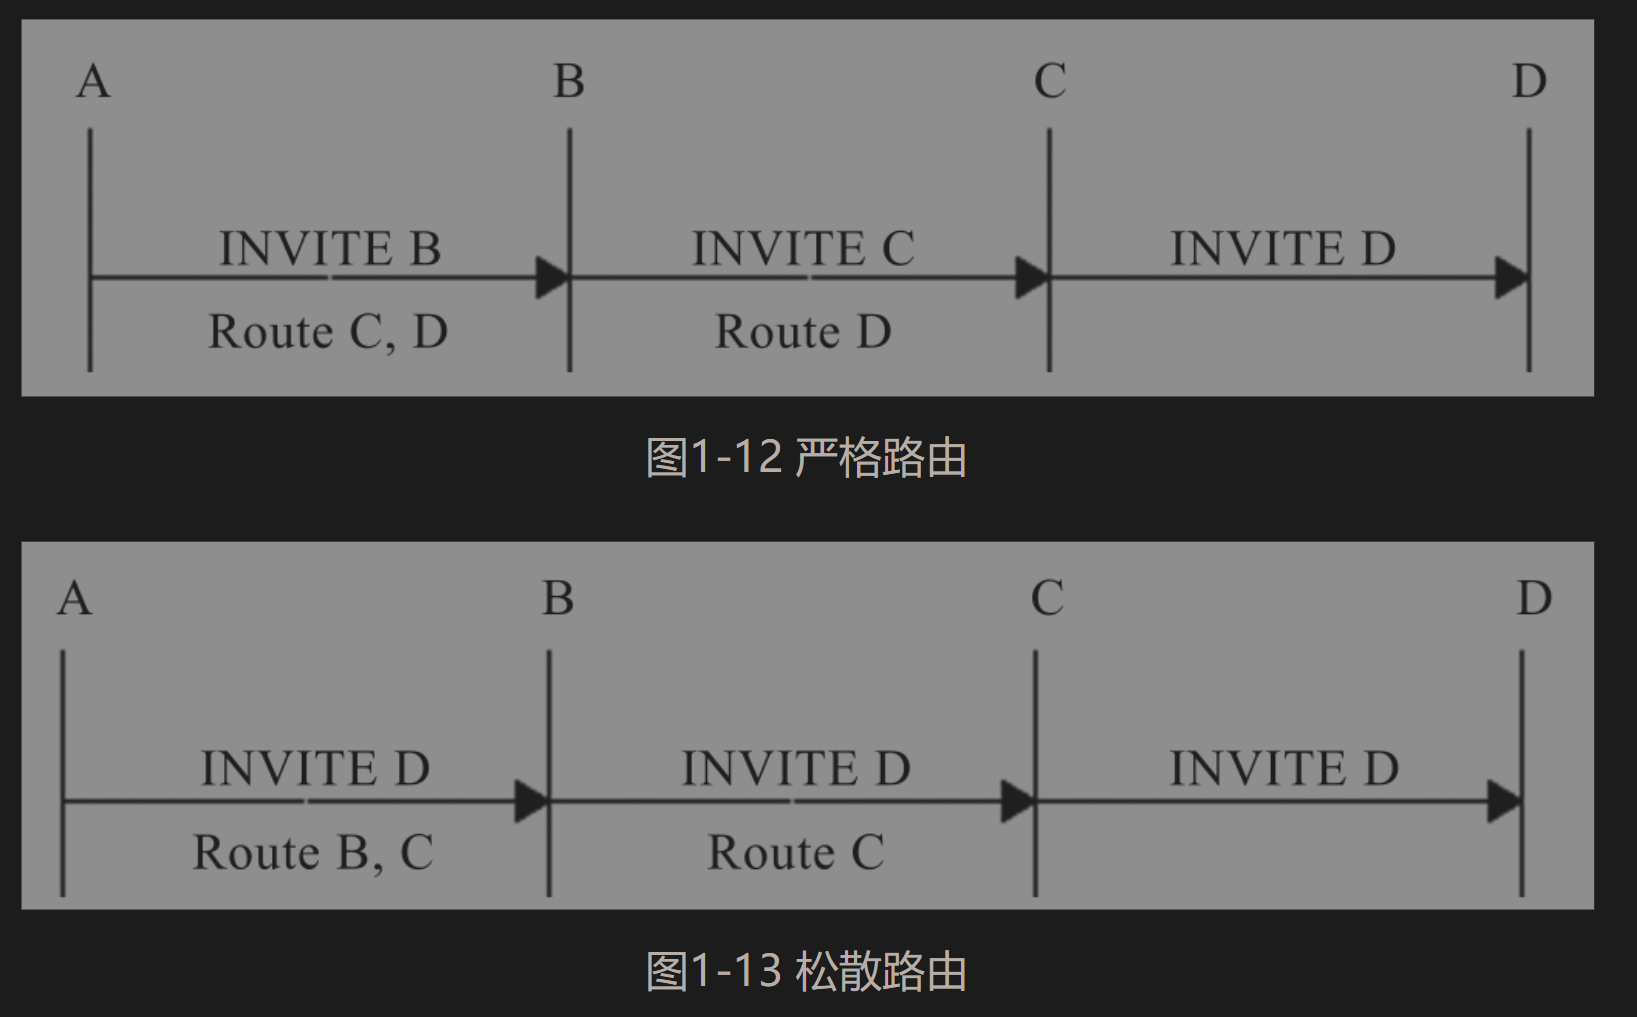 A B C D
INVITE B INVITE C INVITE D
Route C, D Route D
图1-12 严格路由
A B C D
INVITE D INVITE D INVITE D
Route B, C Route C
图1-13 松散路由